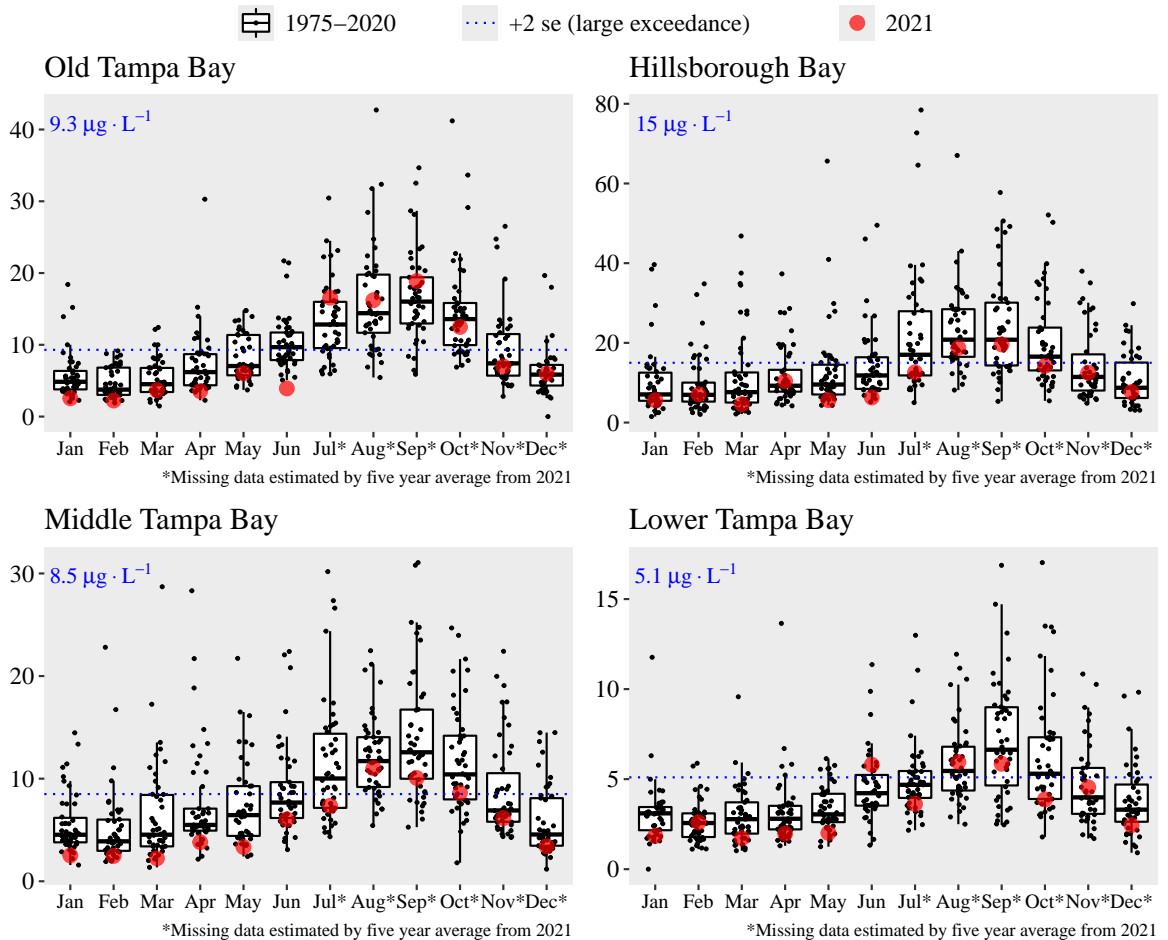 1975–2020 +2 se (large exceedance) 2021
Old Tampa Bay
9.3 µg · L⁻¹
40
30
20
10
0
Jan Feb Mar Apr May Jun Jul* Aug* Sep* Oct* Nov* Dec*
*Missing data estimated by five year average from 2021
Hillsborough Bay
15 µg · L⁻¹
80
60
40
20
0
Jan Feb Mar Apr May Jun Jul* Aug* Sep* Oct* Nov* Dec*
*Missing data estimated by five year average from 2021
Middle Tampa Bay
8.5 µg · L⁻¹
30
20
10
0
Jan Feb Mar Apr May Jun Jul* Aug* Sep* Oct* Nov* Dec*
*Missing data estimated by five year average from 2021
Lower Tampa Bay
5.1 µg · L⁻¹
15
10
5
0
Jan Feb Mar Apr May Jun Jul* Aug* Sep* Oct* Nov* Dec*
*Missing data estimated by five year average from 2021